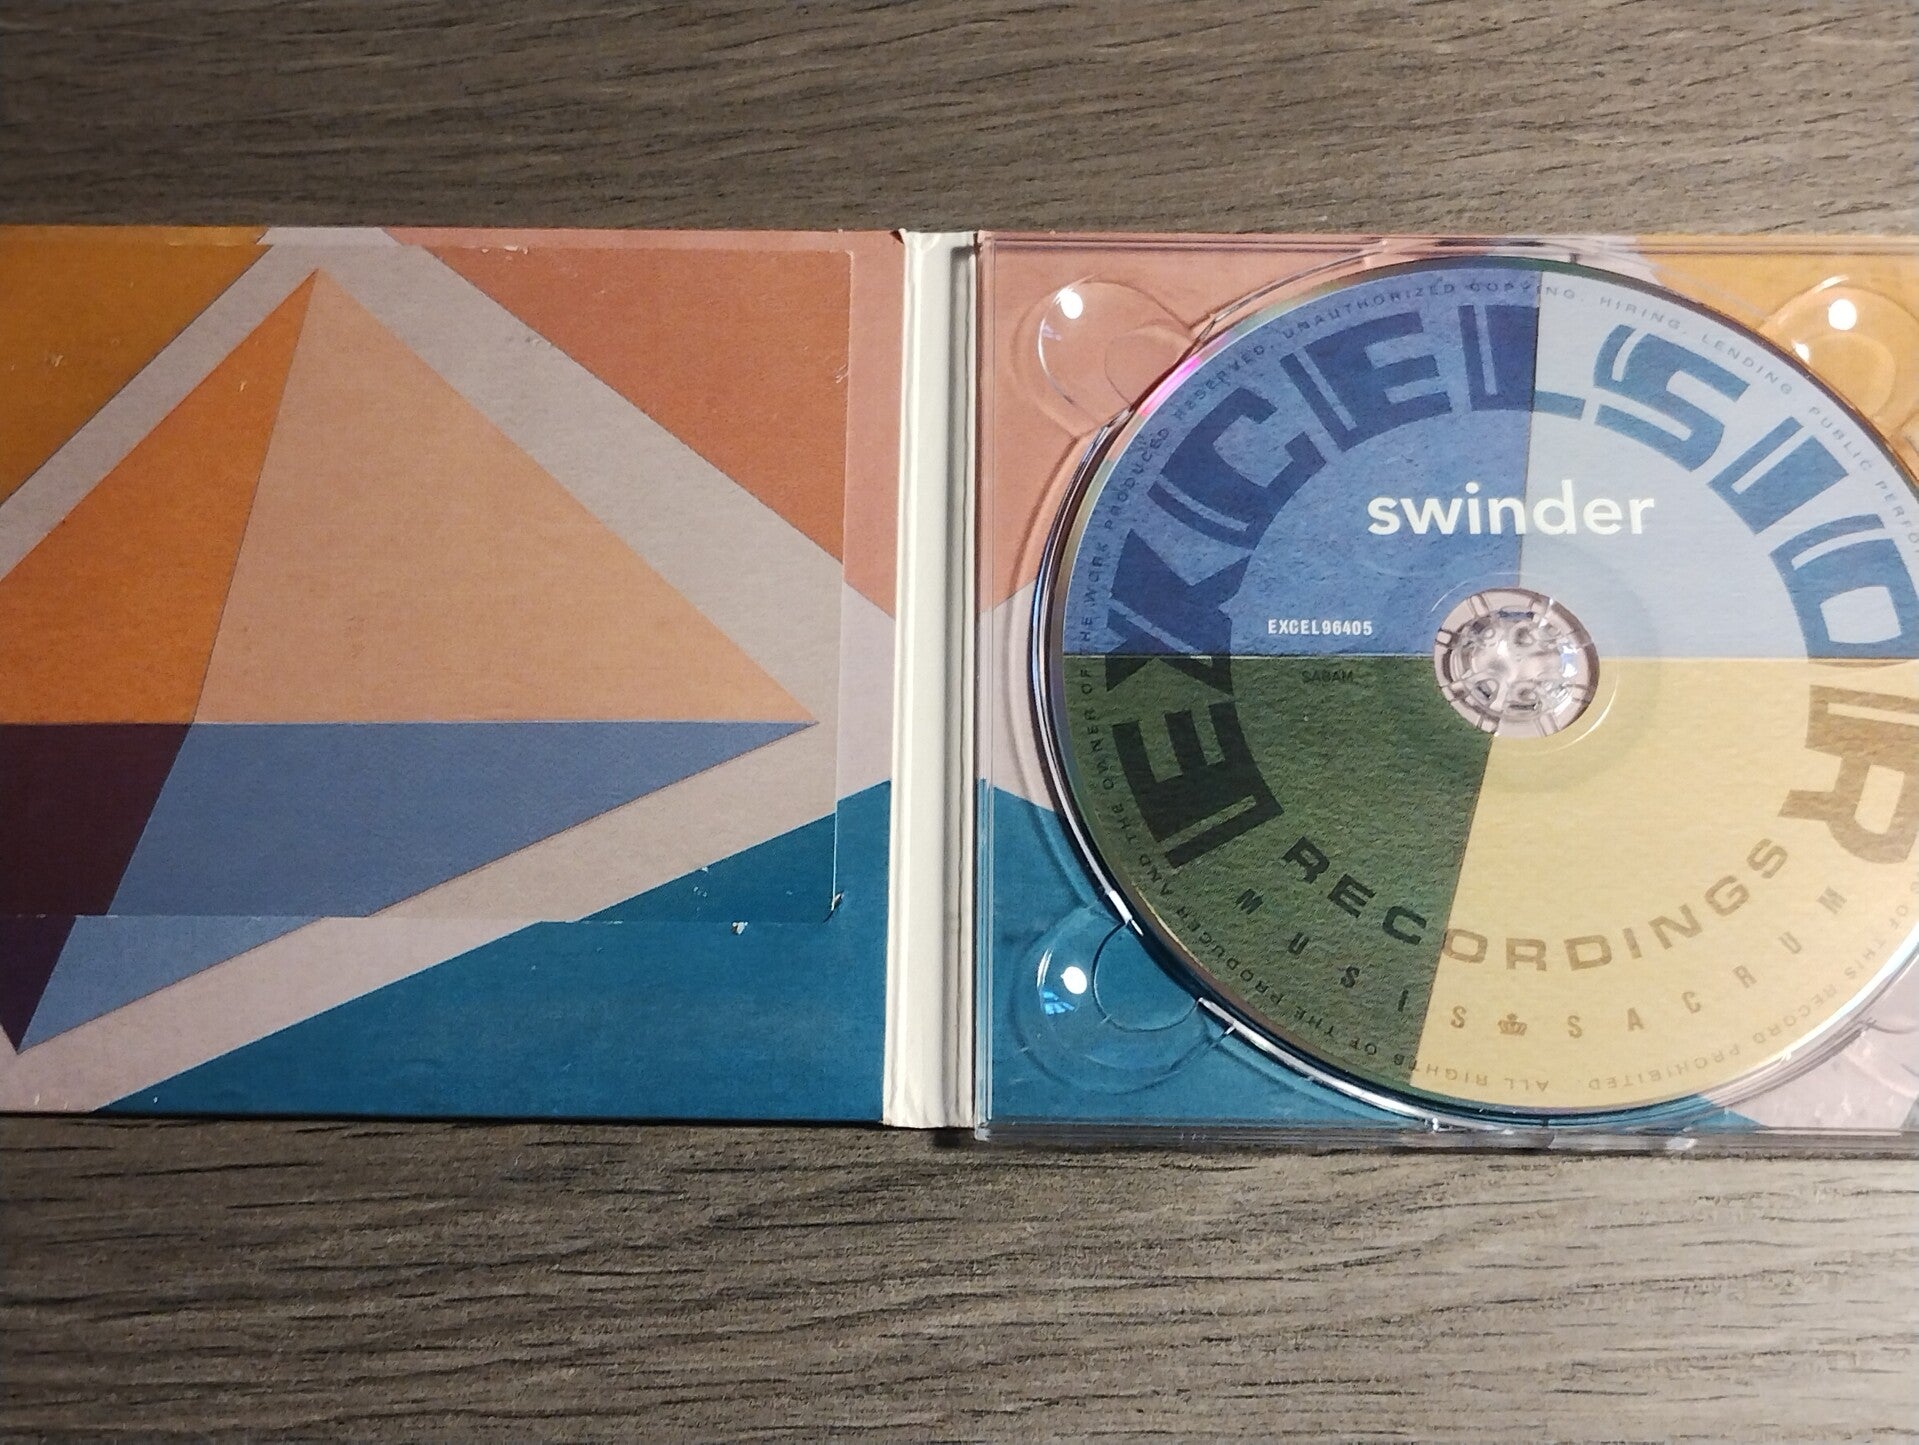 swinder
EXCEL96405
SABAM
EXCELSIOR
RECORDINGS
MUSIS SACRUM
ALL RIGHTS OF THE PRODUCER AND THE OWNER OF THE WORK PRODUCED RESERVED. UNAUTHORIZED COPYING, HIRING, LENDING, PUBLIC OF THIS RECORD PROHIBITED.